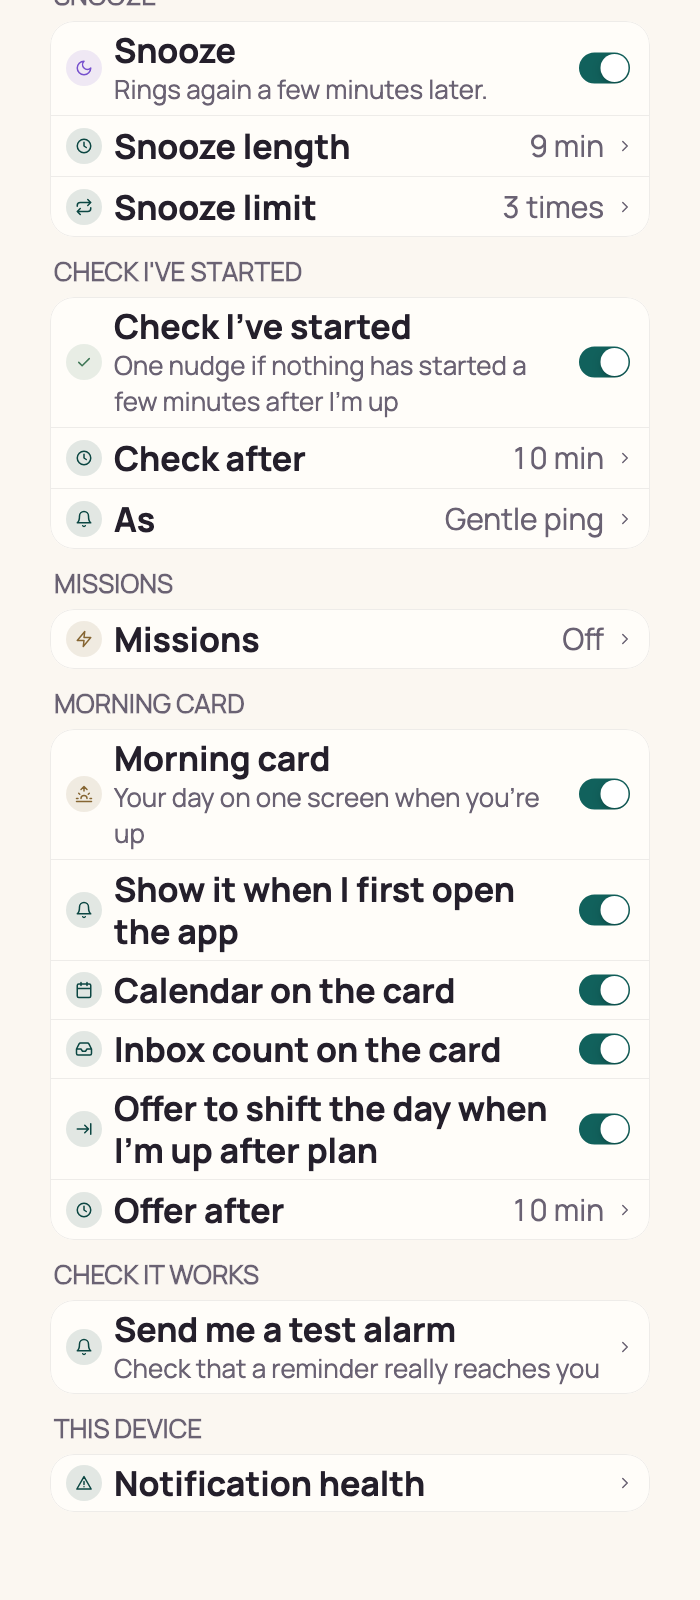 SNOOZE
Snooze
Rings again a few minutes later.
Snooze length
9 min
Snooze limit
3 times
CHECK I'VE STARTED
Check I've started
One nudge if nothing has started a
few minutes after I'm up
Check after
10 min
As
Gentle ping
MISSIONS
Missions
Off
MORNING CARD
Morning card
Your day on one screen when you're
up
Show it when I first open
the app
Calendar on the card
Inbox count on the card
Offer to shift the day when
I'm up after plan
Offer after
10 min
CHECK IT WORKS
Send me a test alarm
Check that a reminder really reaches you
THIS DEVICE
Notification health